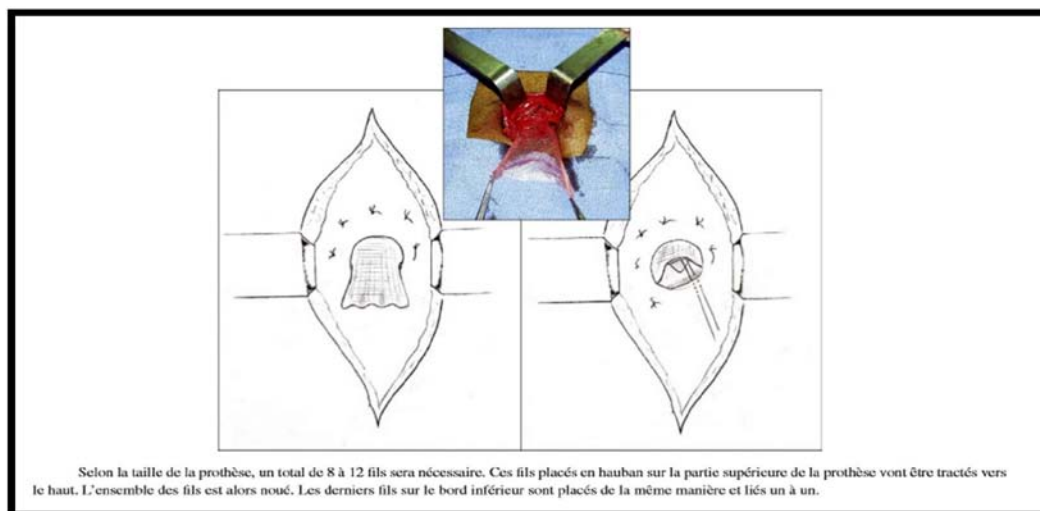 Selon la taille de la prothèse, un total de 8 à 12 fils sera nécessaire. Ces fils placés en hauban sur la partie supérieure de la prothèse vont être tractés vers
le haut. L'ensemble des fils est alors noué. Les derniers fils sur le bord inférieur sont placés de la même manière et liés un à un.